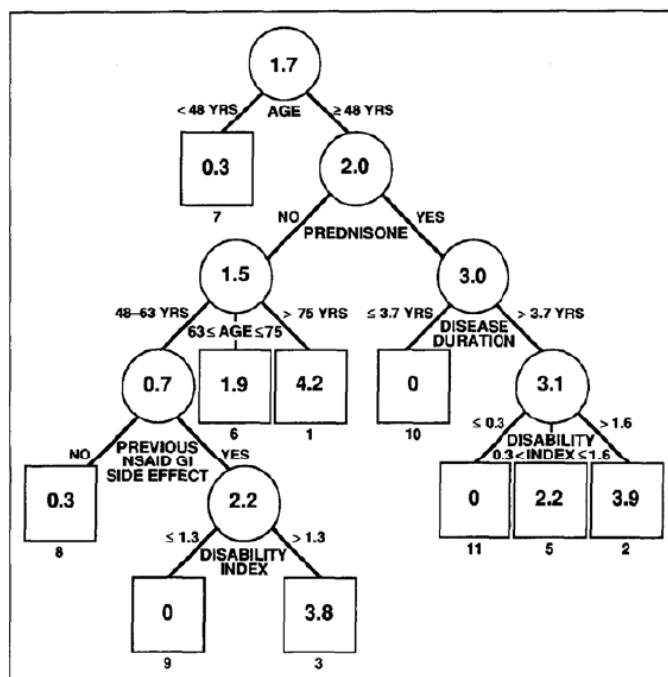 1.7
< 48 YRS
AGE
≥ 48 YRS
0.3
7
2.0
NO
PREDNISONE
YES
1.5
3.0
48–63 YRS
63 ≤ AGE ≤ 75
> 75 YRS
≤ 3.7 YRS
DISEASE
DURATION
> 3.7 YRS
0.7
1.9
6
4.2
1
0
10
3.1
NO
PREVIOUS
NSAID GI
SIDE EFFECT
YES
≤ 0.3
DISABILITY
0.3 < INDEX ≤ 1.6
> 1.6
0.3
8
2.2
0
11
2.2
5
3.9
2
≤ 1.3
DISABILITY
INDEX
> 1.3
0
9
3.8
3